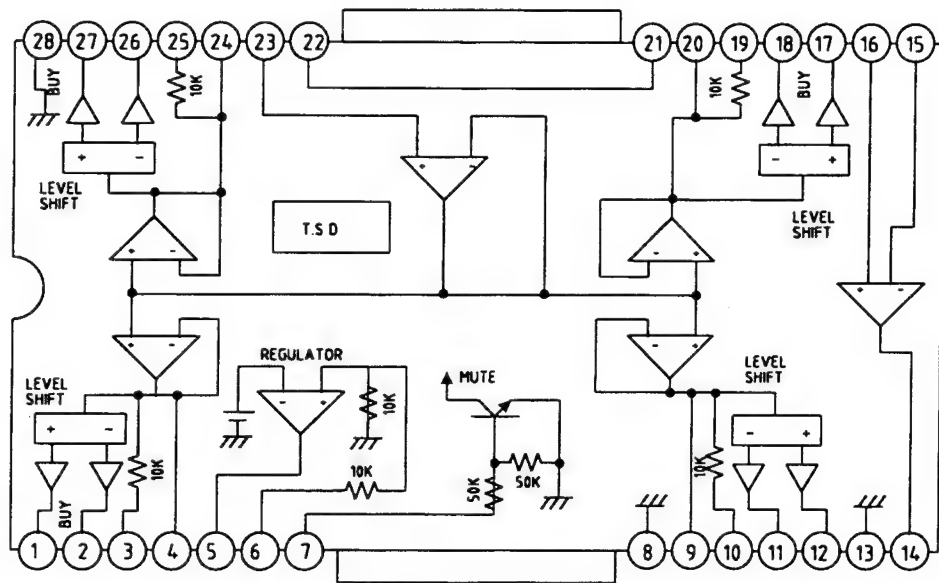 28 27 26 25 24 23 22 21 20 19 18 17 16 15
BUY 10K 10K BUY
+ - + - - +
LEVEL SHIFT
LEVEL SHIFT
T.S D
+ - - +
+ -
+ - - +
REGULATOR
- +
MUTE
LEVEL SHIFT
LEVEL SHIFT
10K
+ - - +
10K 10K 50K 50K 10K
BUY
1 2 3 4 5 6 7 8 9 10 11 12 13 14